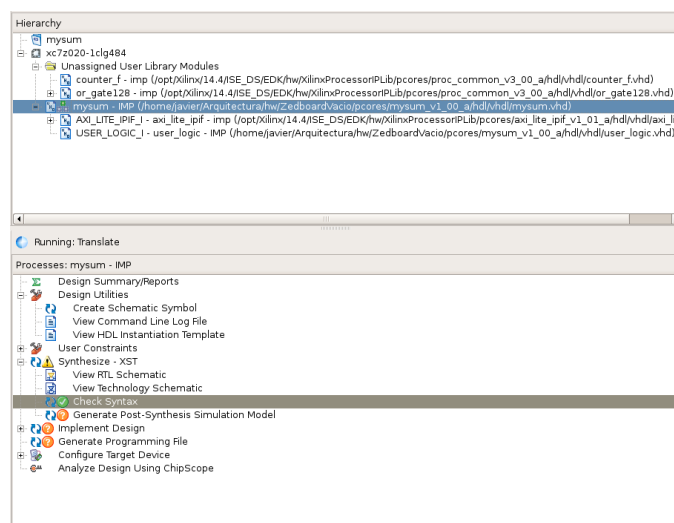 Hierarchy
mysum
xc7z020-1clg484
Unassigned User Library Modules
counter_f - imp (/opt/Xilinx/14.4/ISE_DS/EDK/hw/XilinxProcessorIPLib/pcores/proc_common_v3_00_a/hdl/vhdl/counter_f.vhd)
or_gate128 - imp (/opt/Xilinx/14.4/ISE_DS/EDK/hw/XilinxProcessorIPLib/pcores/proc_common_v3_00_a/hdl/vhdl/or_gate128.vhd)
mysum - IMP (/home/javier/Arquitectura/hw/ZedboardVacio/pcores/mysum_v1_00_a/hdl/vhdl/mysum.vhd)
AXI_LITE_IPIF_I - axi_lite_ipif - imp (/opt/Xilinx/14.4/ISE_DS/EDK/hw/XilinxProcessorIPLib/pcores/axi_lite_ipif_v1_01_a/hdl/vhdl/axi_li
USER_LOGIC_I - user_logic - IMP (/home/javier/Arquitectura/hw/ZedboardVacio/pcores/mysum_v1_00_a/hdl/vhdl/user_logic.vhd)
Running: Translate
Processes: mysum - IMP
Design Summary/Reports
Design Utilities
Create Schematic Symbol
View Command Line Log File
View HDL Instantiation Template
User Constraints
Synthesize - XST
View RTL Schematic
View Technology Schematic
Check Syntax
Generate Post-Synthesis Simulation Model
Implement Design
Generate Programming File
Configure Target Device
Analyze Design Using ChipScope